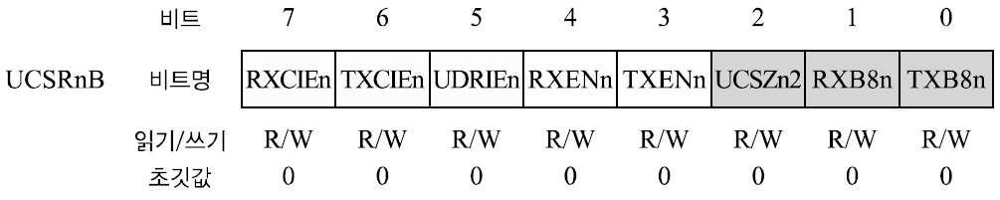 비트 7 6 5 4 3 2 1 0
UCSRnB 비트명 RXCIEn TXCIEn UDRIEn RXENn TXENn UCSZn2 RXB8n TXB8n
읽기/쓰기 R/W R/W R/W R/W R/W R/W R/W R/W
초깃값 0 0 0 0 0 0 0 0